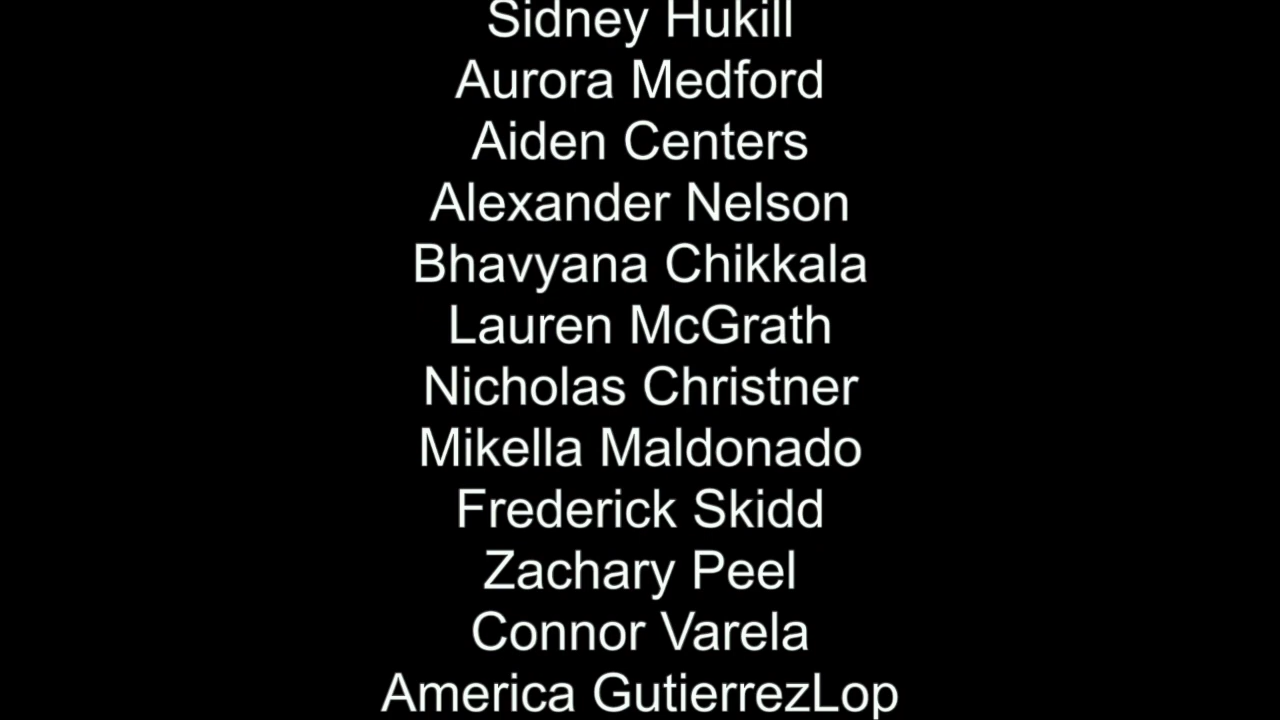 Sidney Hukill
Aurora Medford
Aiden Centers
Alexander Nelson
Bhavyana Chikkala
Lauren McGrath
Nicholas Christner
Mikella Maldonado
Frederick Skidd
Zachary Peel
Connor Varela
America GutierrezLop